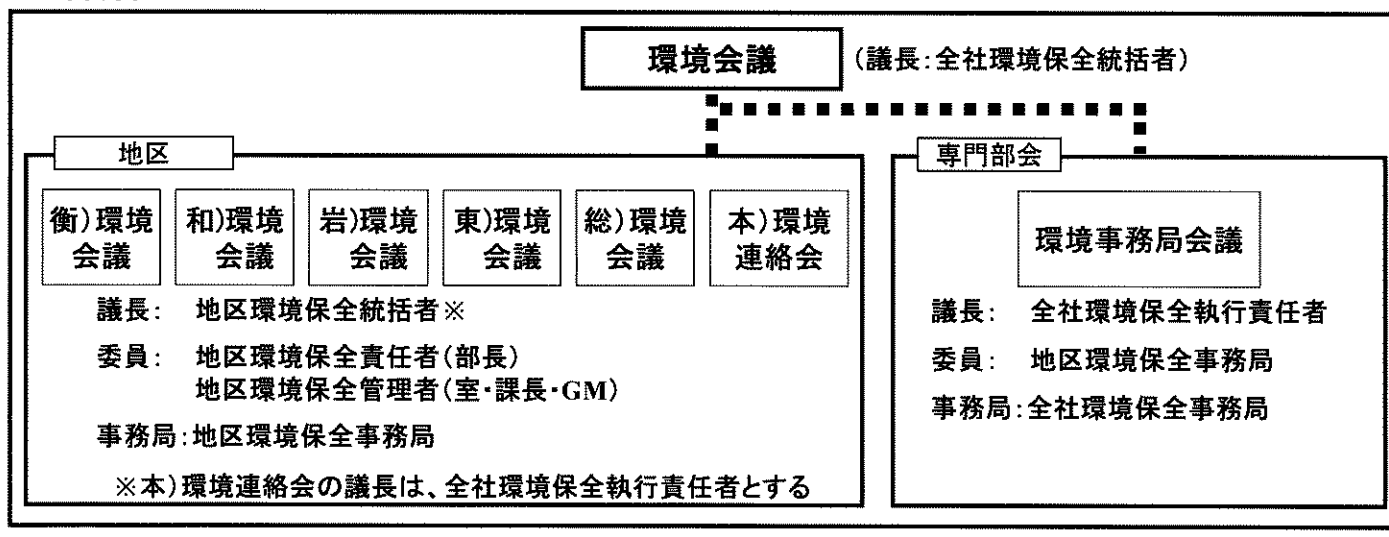 環境会議 (議長:全社環境保全統括者)
地区
衡)環境
会議
和)環境
会議
岩)環境
会議
東)環境
会議
総)環境
会議
本)環境
連絡会
議長: 地区環境保全統括者※
委員: 地区環境保全責任者(部長)
地区環境保全管理者(室・課長・GM)
事務局:地区環境保全事務局
※本)環境連絡会の議長は、全社環境保全執行責任者とする
専門部会
環境事務局会議
議長: 全社環境保全執行責任者
委員: 地区環境保全事務局
事務局:全社環境保全事務局